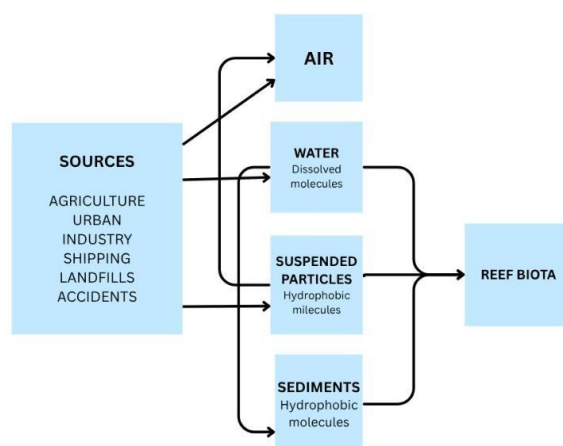 AIR
SOURCES
AGRICULTURE
URBAN
INDUSTRY
SHIPPING
LANDFILLS
ACCIDENTS
WATER
Dissolved
molecules
SUSPENDED
PARTICLES
Hydrophobic
milecules
SEDIMENTS
Hydrophobic
molecules
REEF BIOTA